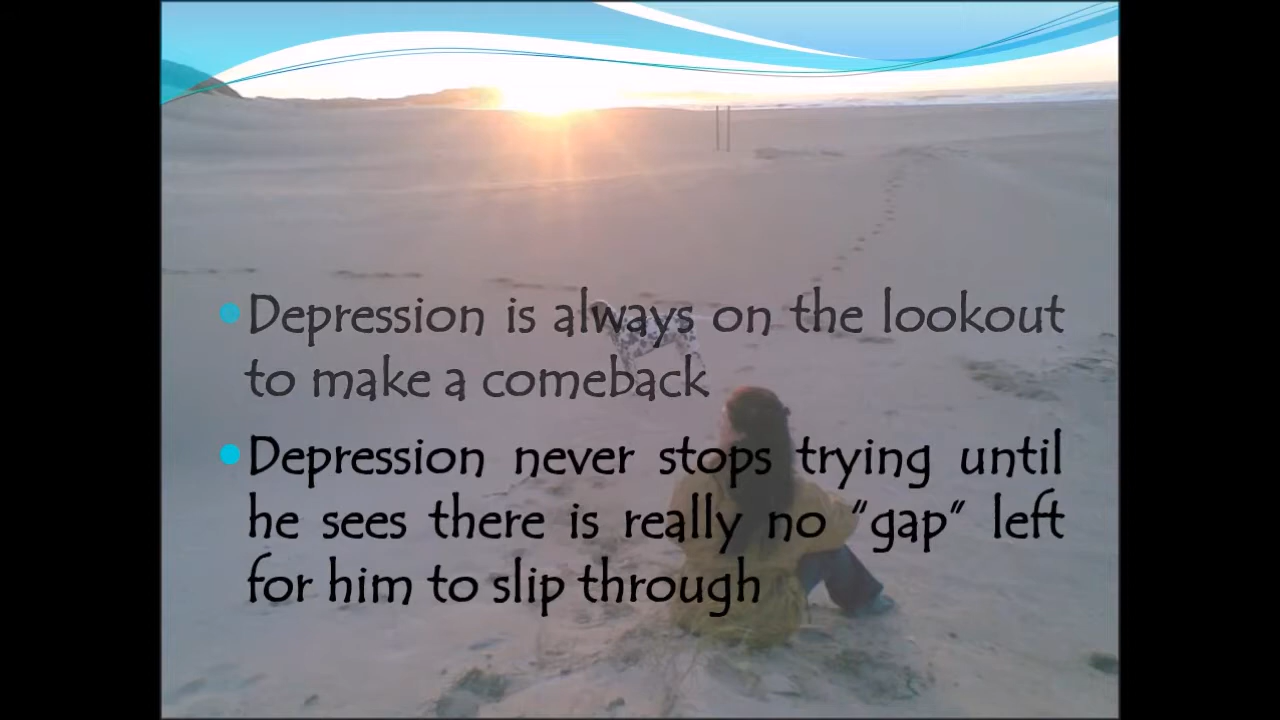 Depression is always on the lookout
to make a comeback
Depression never stops trying until
he sees there is really no “gap” left
for him to slip through